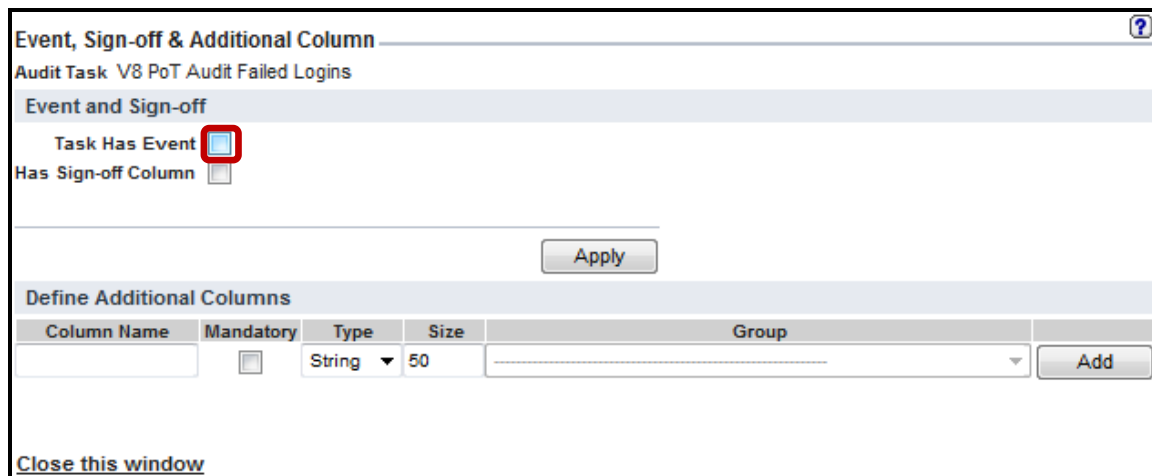 Event, Sign-off & Additional Column
?
Audit Task V8 PoT Audit Failed Logins
Event and Sign-off
Task Has Event
Has Sign-off Column
Apply
Define Additional Columns
Column Name Mandatory Type Size Group
String 50 Add
Close this window